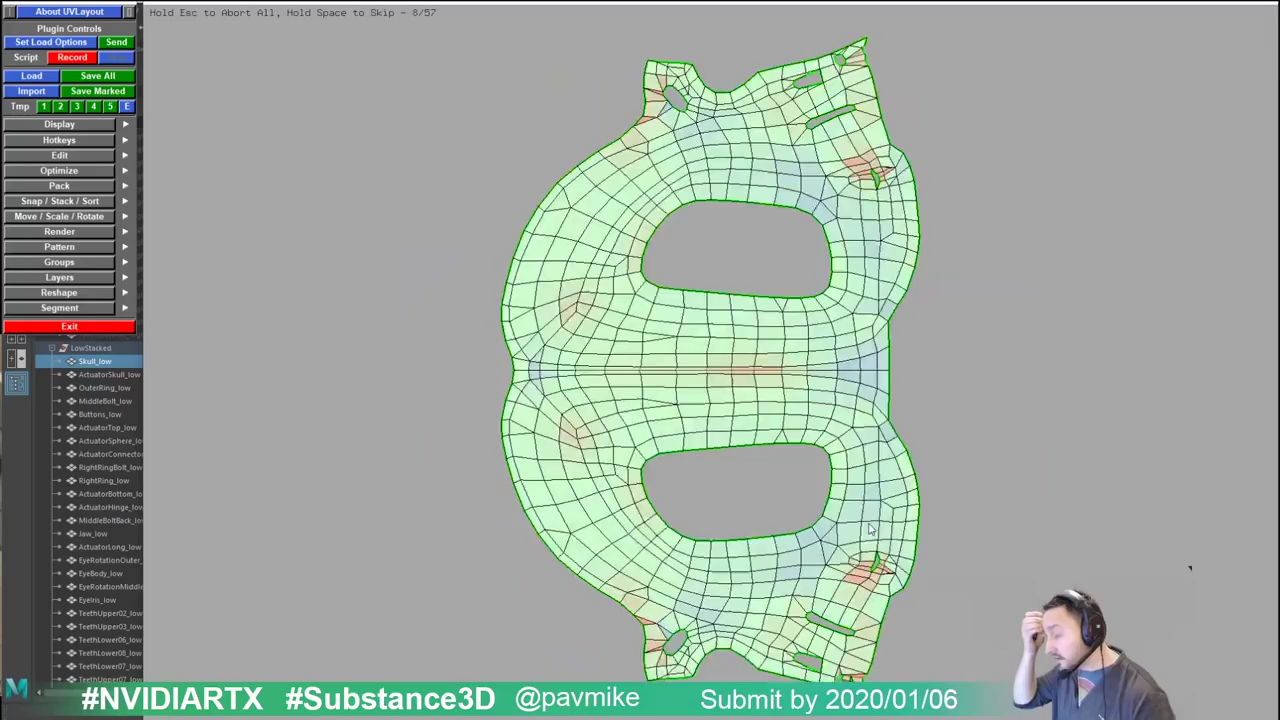 About UVLayout
Hold Esc to Abort All, Hold Space to Skip - 8/57
Plugin Controls
Set Load Options Send
Script Record
Load Save All
Import Save Marked
Tmp 1 2 3 4 5 E
Display
Hotkeys
Edit
Optimize
Pack
Snap / Stack / Sort
Move / Scale / Rotate
Render
Pattern
Groups
Layers
Reshape
Segment
Exit
LowStacked
Skull_low
ActuatorSkull_low
OuterRing_low
MiddleBolt_low
Buttons_low
ActuatorTop_low
ActuatorSphere_lo
ActuatorConnecto
RightRingBolt_low
RightRing_low
ActuatorBottom_lo
ActuatorHinge_low
MiddleBoltBack_lo
Jaw_low
ActuatorLong_low
EyeRotationOuter_
EyeBody_low
EyeRotationMiddle
EyeIris_low
TeethUpper02_low
TeethUpper03_low
TeethLower06_low
TeethLower08_low
TeethLower07_low
TeethUpper07_low
#NVIDIARTX #Substance3D @pavmike Submit by 2020/01/06